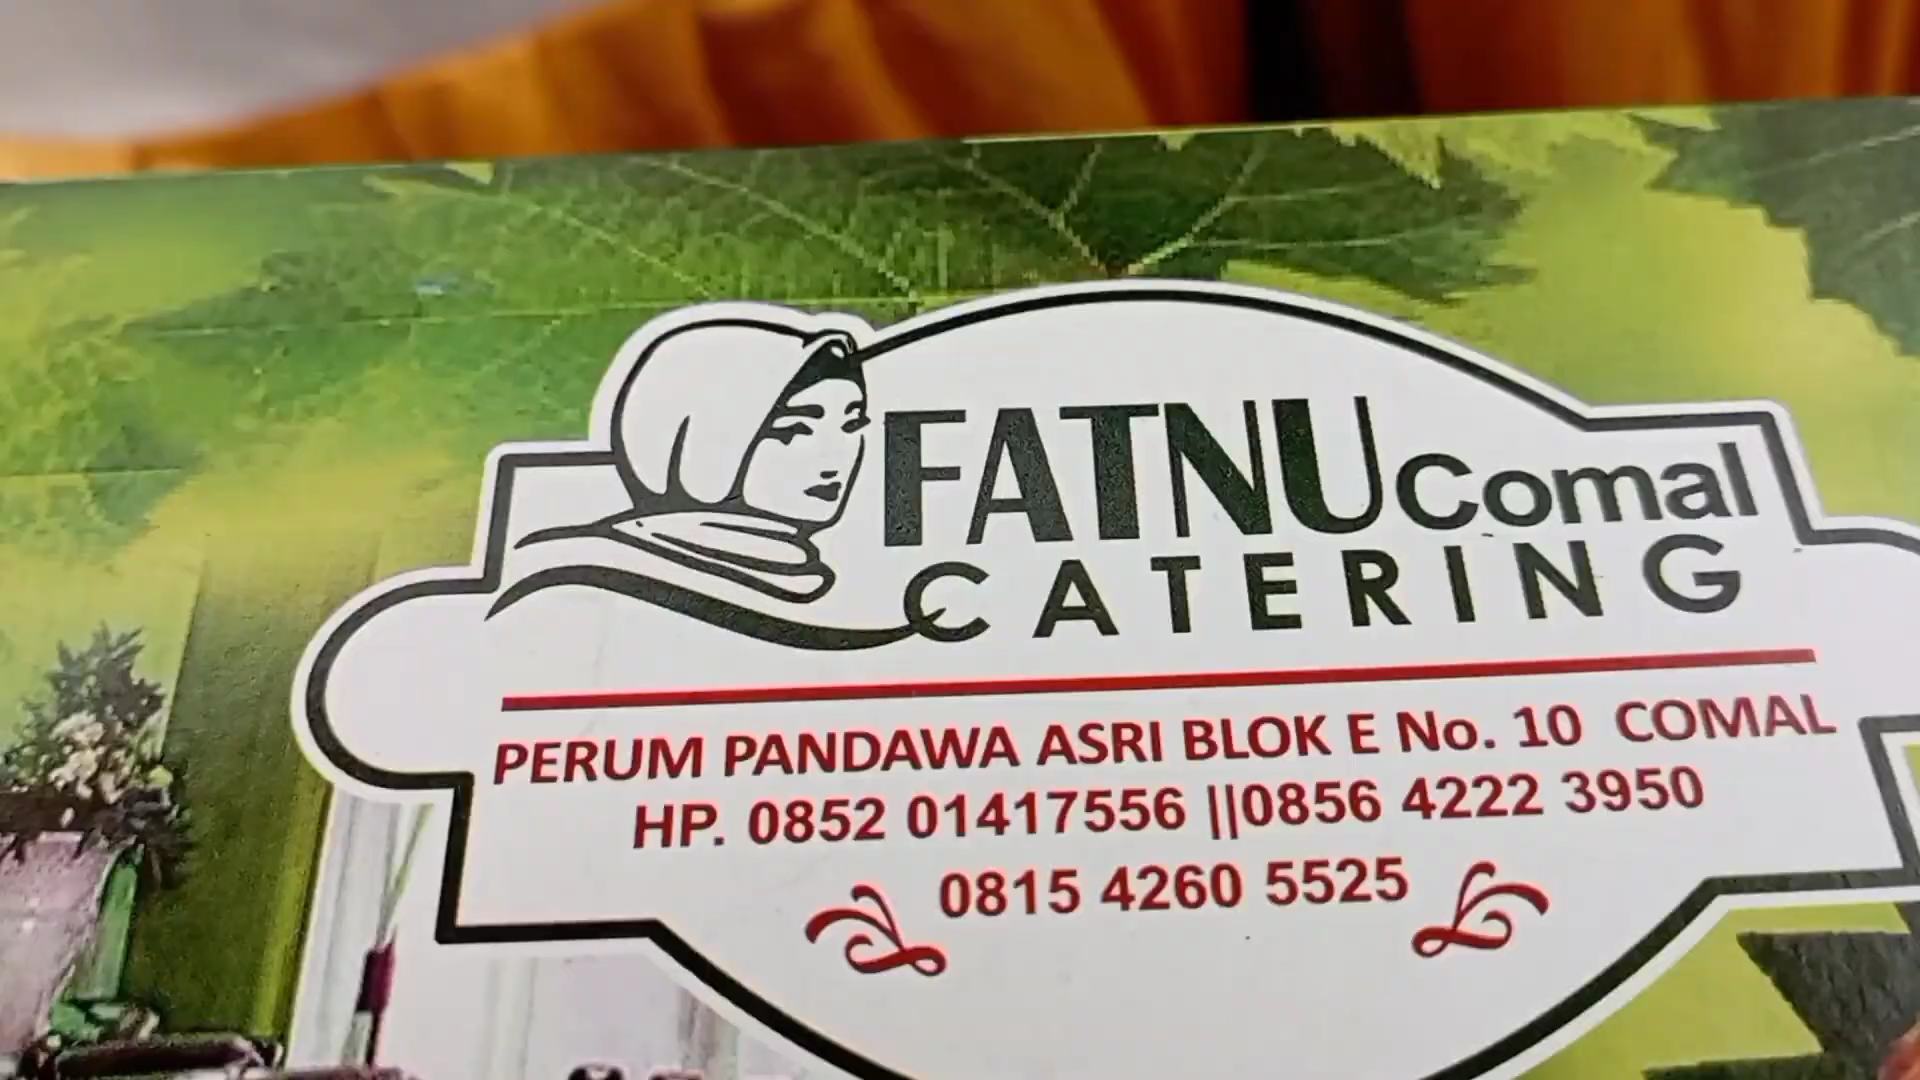 FATNU Comal
CATERING
PERUM PANDAWA ASRI BLOK E No. 10 COMAL
HP. 0852 01417556 ||0856 4222 3950
0815 4260 5525